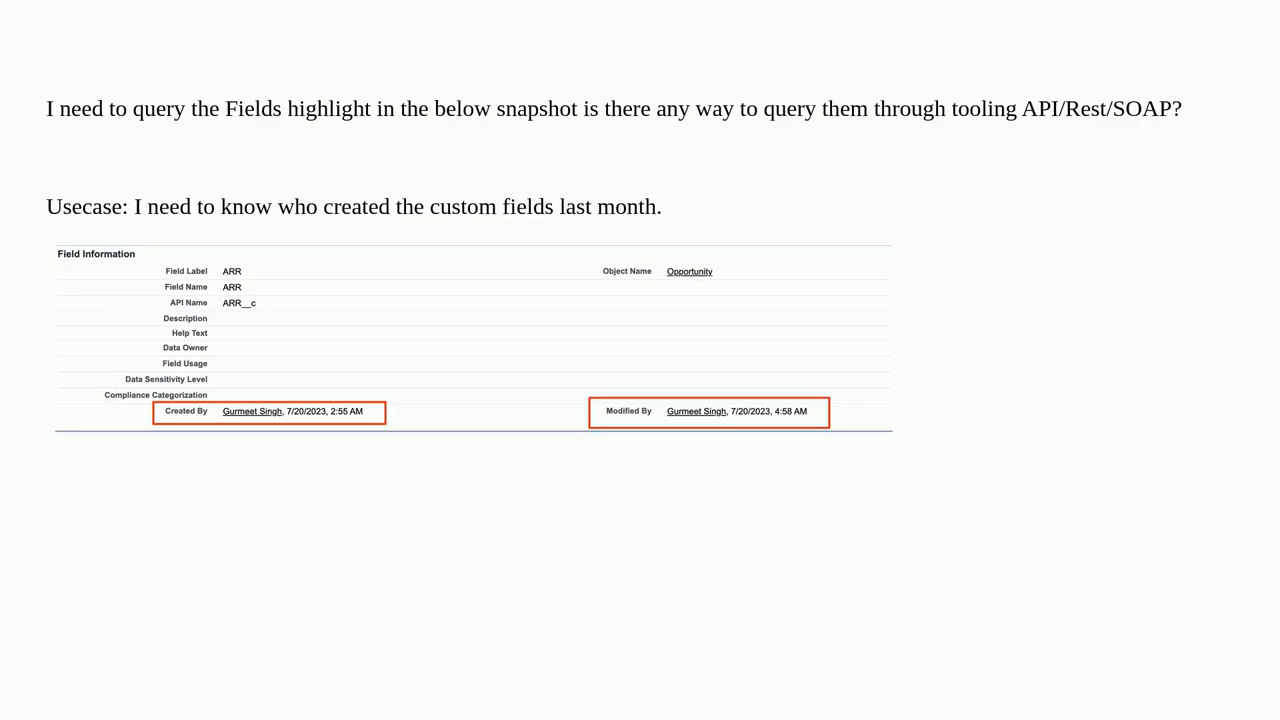 I need to query the Fields highlight in the below snapshot is there any way to query them through tooling API/Rest/SOAP?
Usecase: I need to know who created the custom fields last month.
Field Information
Field Label ARR Object Name Opportunity
Field Name ARR
API Name ARR__c
Description
Help Text
Data Owner
Field Usage
Data Sensitivity Level
Compliance Categorization
Created By Gurmeet Singh, 7/20/2023, 2:55 AM Modified By Gurmeet Singh, 7/20/2023, 4:58 AM